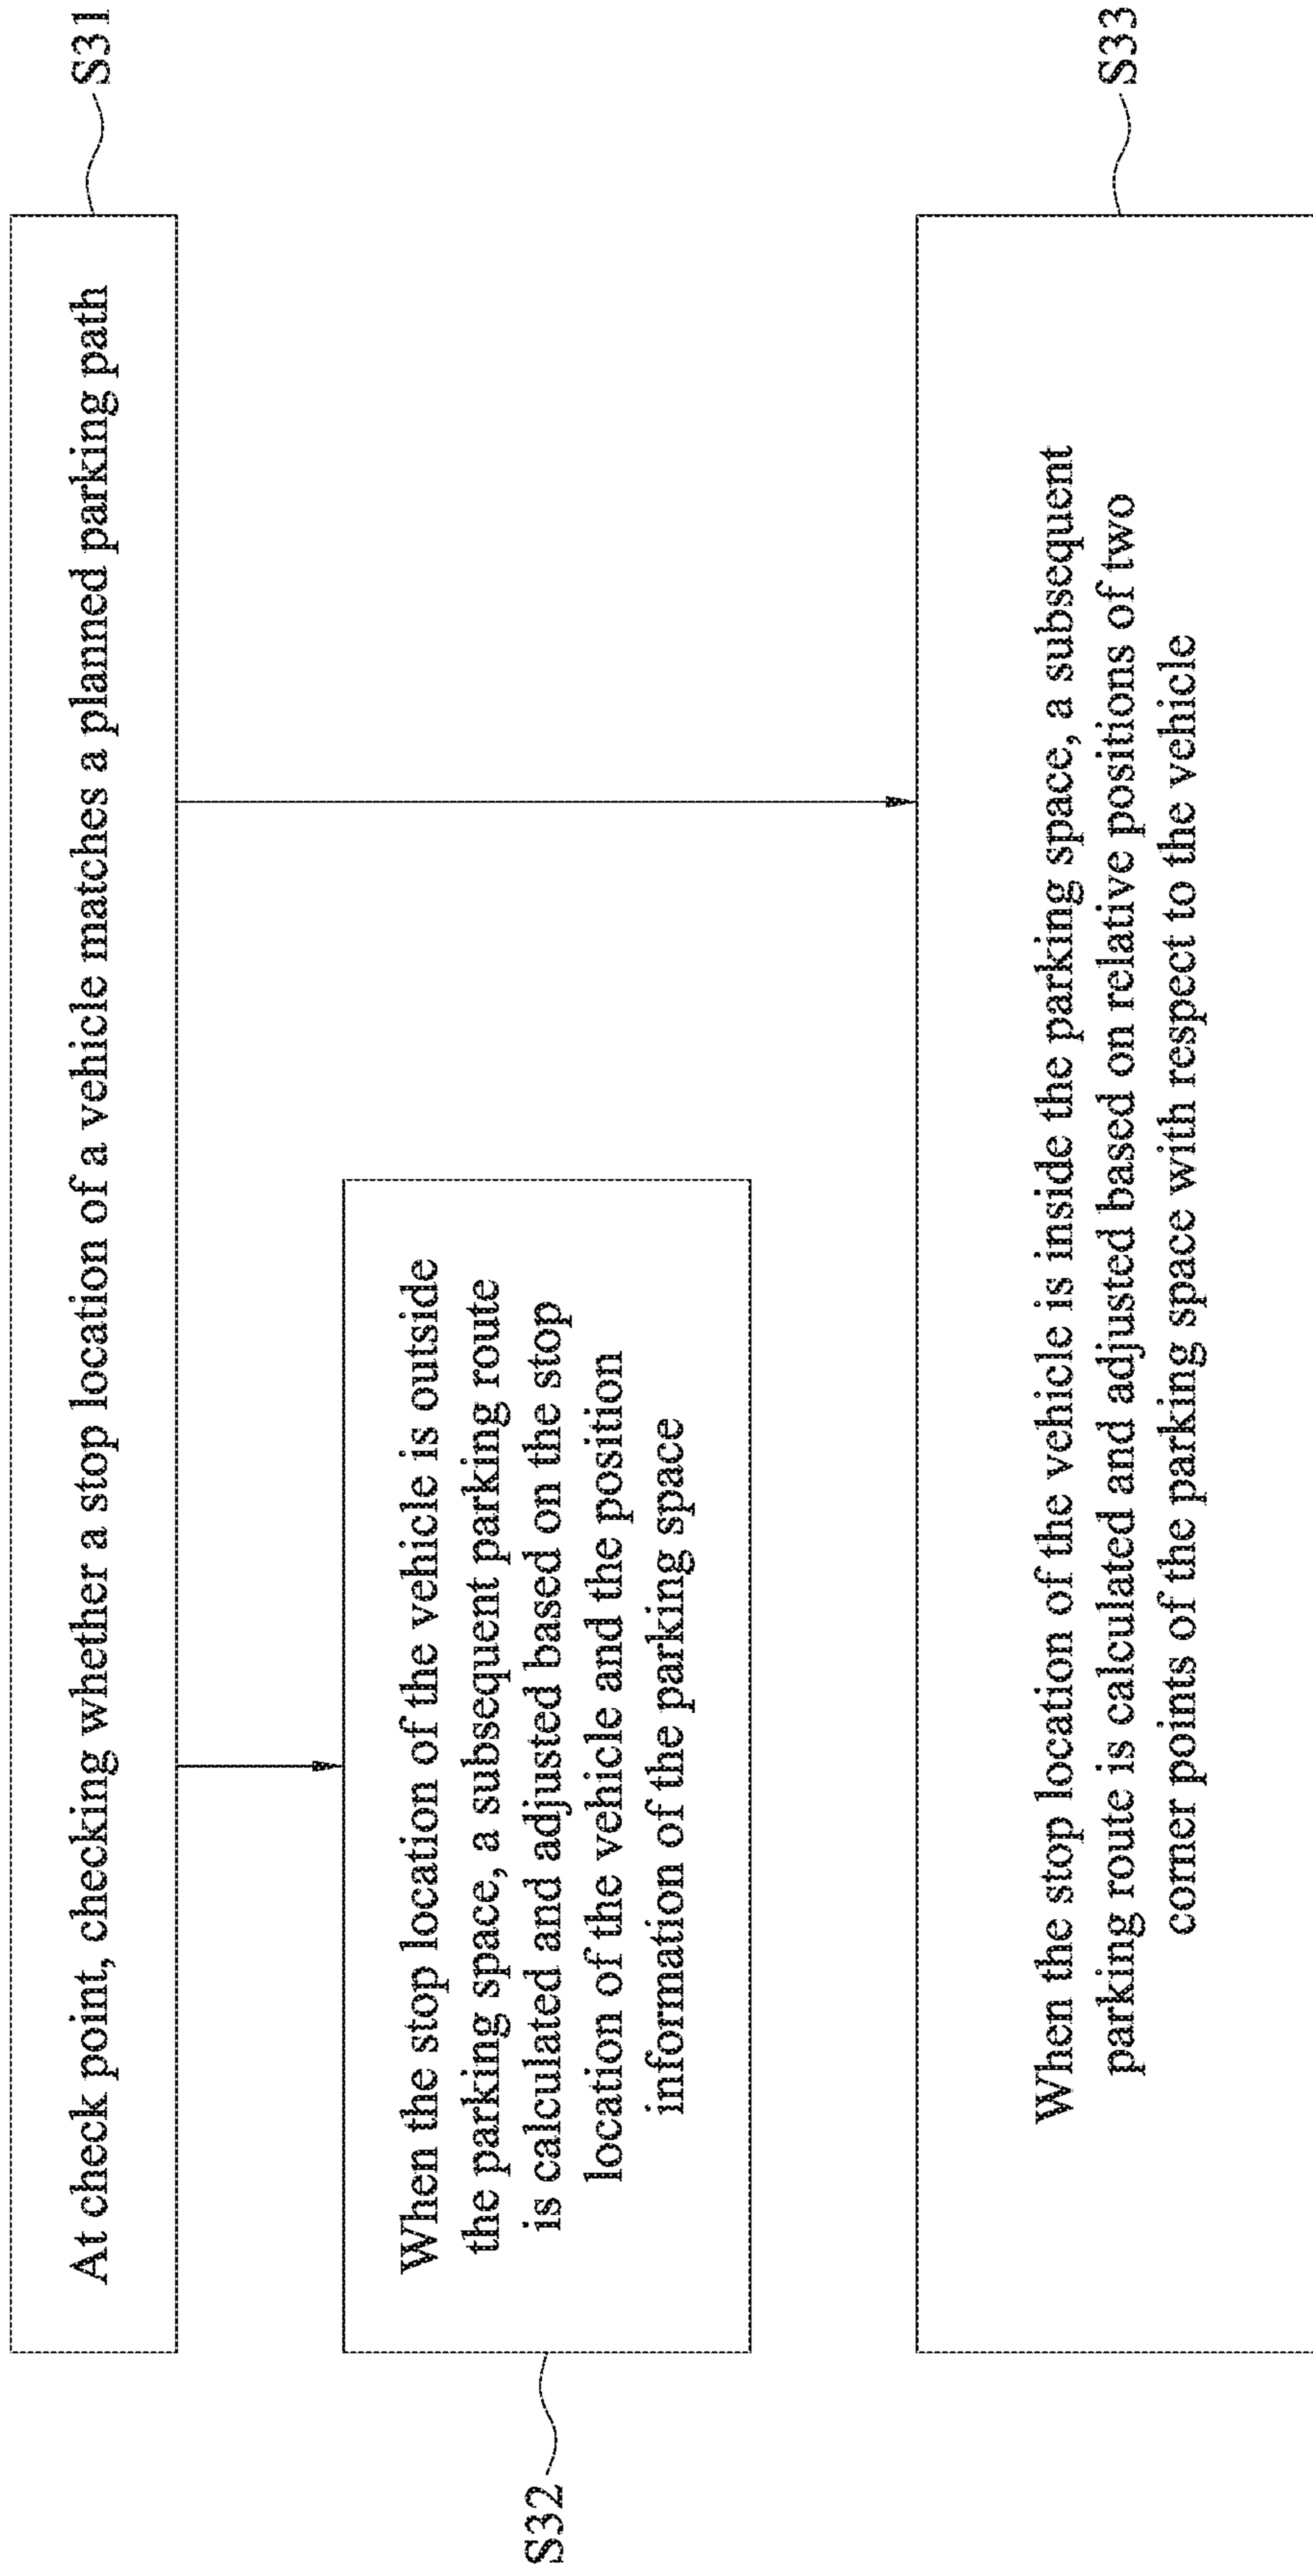 At check point, checking whether a stop location of a vehicle matches a planned parking path
S31
When the stop location of the vehicle is outside
the parking space, a subsequent parking route
is calculated and adjusted based on the stop
location of the vehicle and the position
information of the parking space
S32
When the stop location of the vehicle is inside the parking space, a subsequent
parking route is calculated and adjusted based on relative positions of two
corner points of the parking space with respect to the vehicle
S33